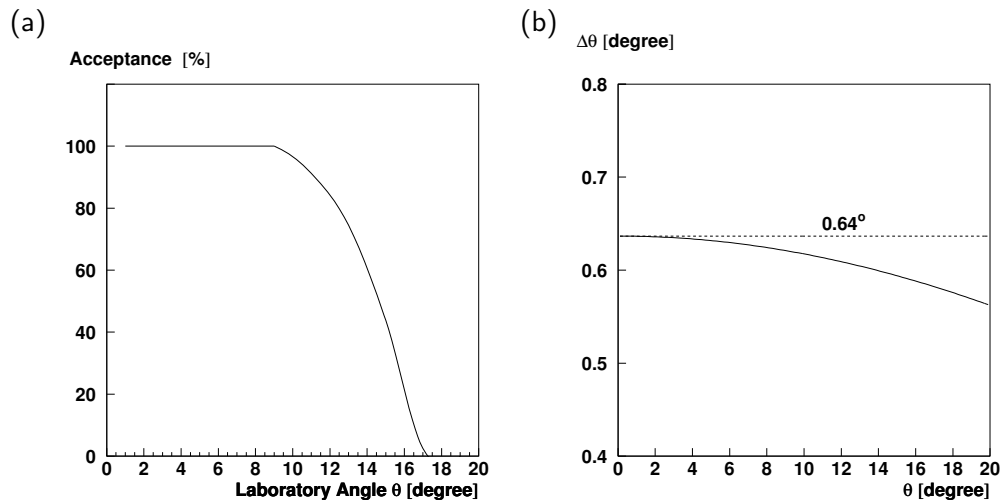 (a)
Acceptance [%]
100
80
60
40
20
0
0 2 4 6 8 10 12 14 16 18 20
Laboratory Angle θ [degree]
(b)
Δθ [degree]
0.8
0.7
0.64°
0.6
0.5
0.4
0 2 4 6 8 10 12 14 16 18 20
θ [degree]